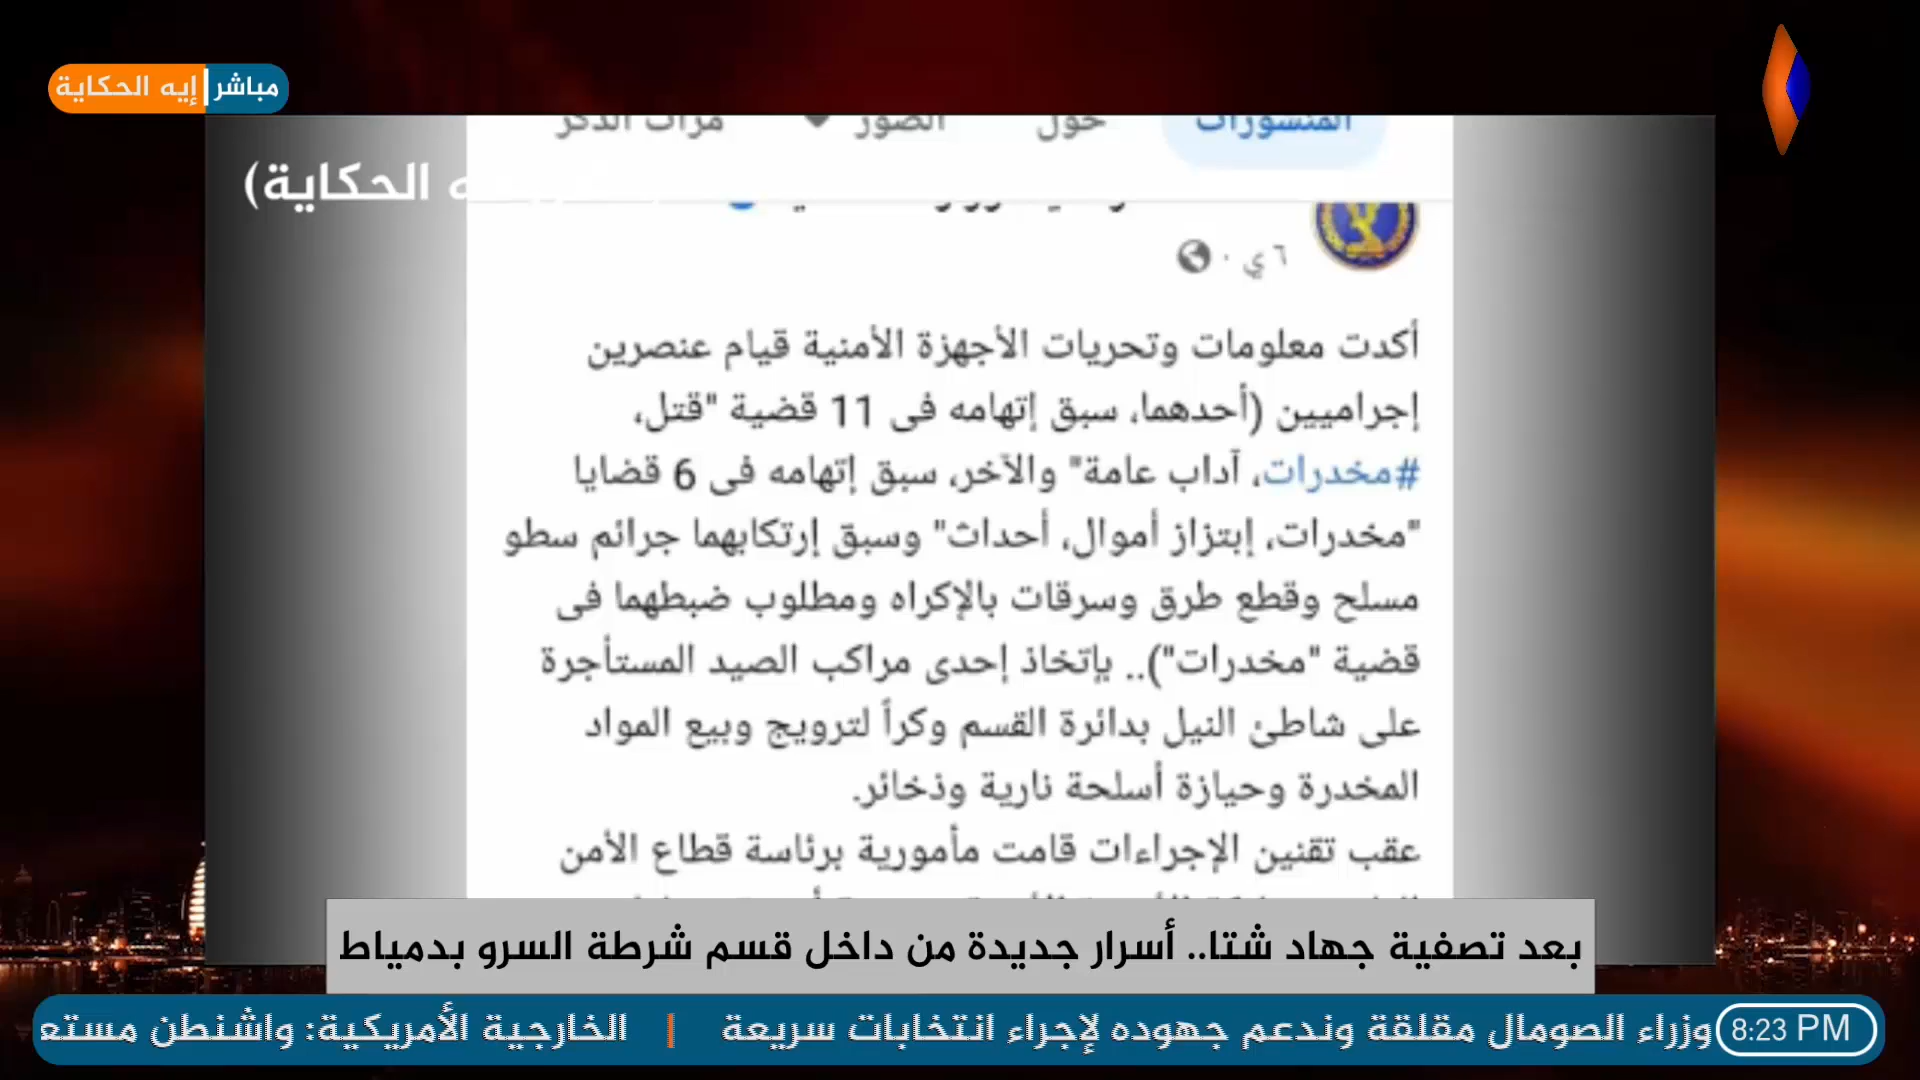 مباشر إيه الحكاية
المنشورات حول الصور مرات الذكر
ه الحكاية)
٦ ي ·
أكدت معلومات وتحريات الأجهزة الأمنية قيام عنصرين
إجراميين (أحدهما، سبق إتهامه فى 11 قضية "قتل،
#مخدرات، آداب عامة" والآخر، سبق إتهامه فى 6 قضايا
"مخدرات، إبتزاز أموال، أحداث" وسبق إرتكابهما جرائم سطو
مسلح وقطع طرق وسرقات بالإكراه ومطلوب ضبطهما فى
قضية "مخدرات").. بإتخاذ إحدى مراكب الصيد المستأجرة
على شاطئ النيل بدائرة القسم وكراً لترويج وبيع المواد
المخدرة وحيازة أسلحة نارية وذخائر.
عقب تقنين الإجراءات قامت مأمورية برئاسة قطاع الأمن
بعد تصفية جهاد شتا.. أسرار جديدة من داخل قسم شرطة السرو بدمياط
8:23 PM وزراء الصومال مقلقة وندعم جهوده لإجراء انتخابات سريعة | الخارجية الأمريكية: واشنطن مستع